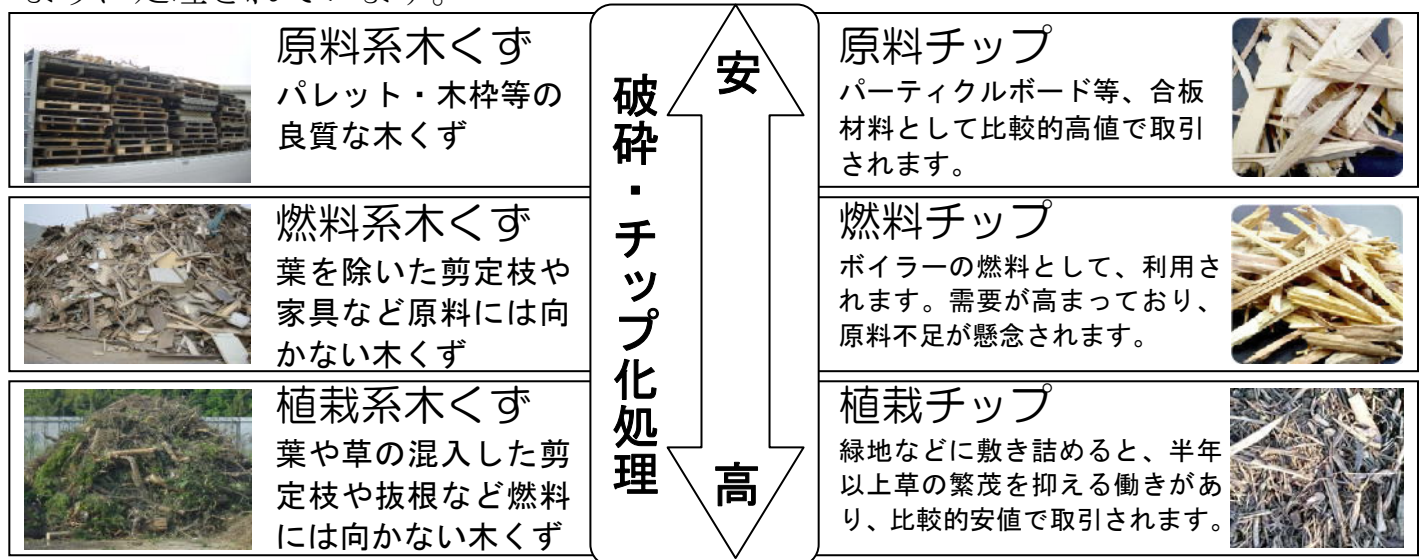 原料系木くず
パレット・木枠等の
良質な木くず
燃料系木くず
葉を除いた剪定枝や
家具など原料には向
かない木くず
植栽系木くず
葉や草の混入した剪
定枝や抜根など燃料
には向かない木くず
破砕・チップ化処理
安
高
原料チップ
パーティクルボード等、合板
材料として比較的高値で取引
されます。
燃料チップ
ボイラーの燃料として、利用さ
れます。需要が高まっており、
原料不足が懸念されます。
植栽チップ
緑地などに敷き詰めると、半年
以上草の繁茂を抑える働きがあ
り、比較的安値で取引されます。